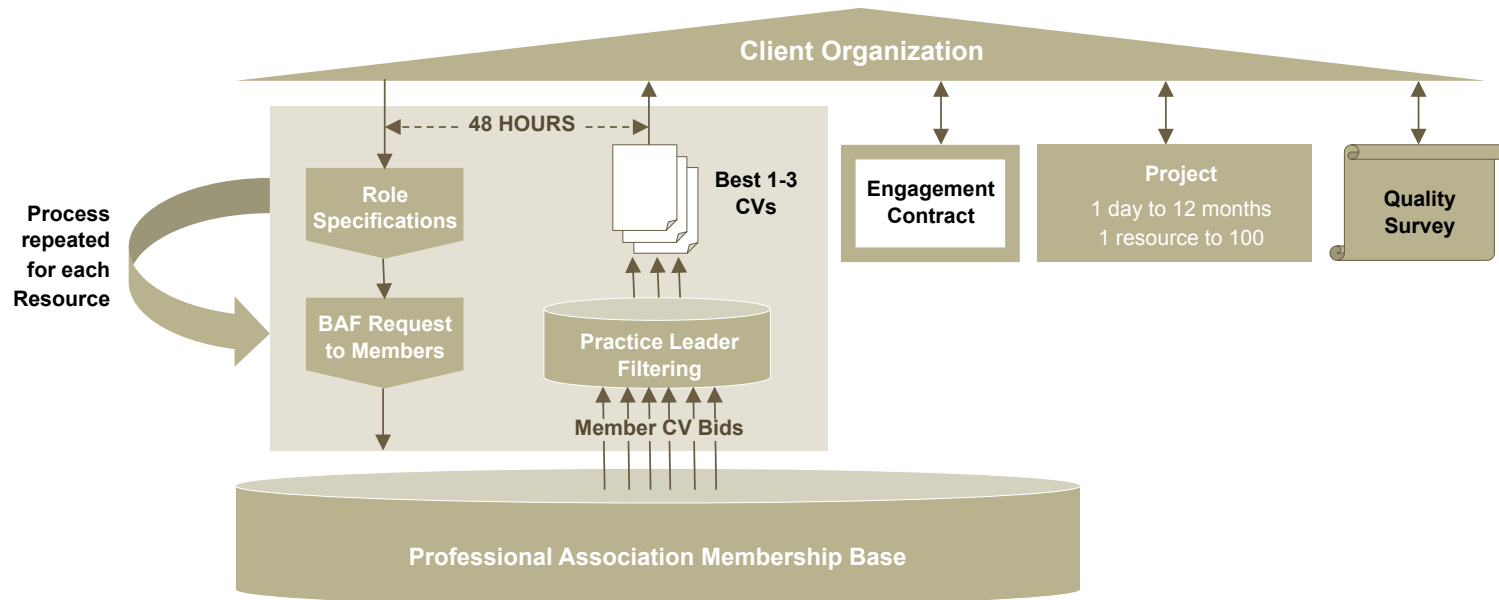 Client Organization
48 HOURS
Process
repeated
for each
Resource
Role
Specifications
BAF Request
to Members
Best 1-3
CVs
Practice Leader
Filtering
Member CV Bids
Engagement
Contract
Project
1 day to 12 months
1 resource to 100
Quality
Survey
Professional Association Membership Base